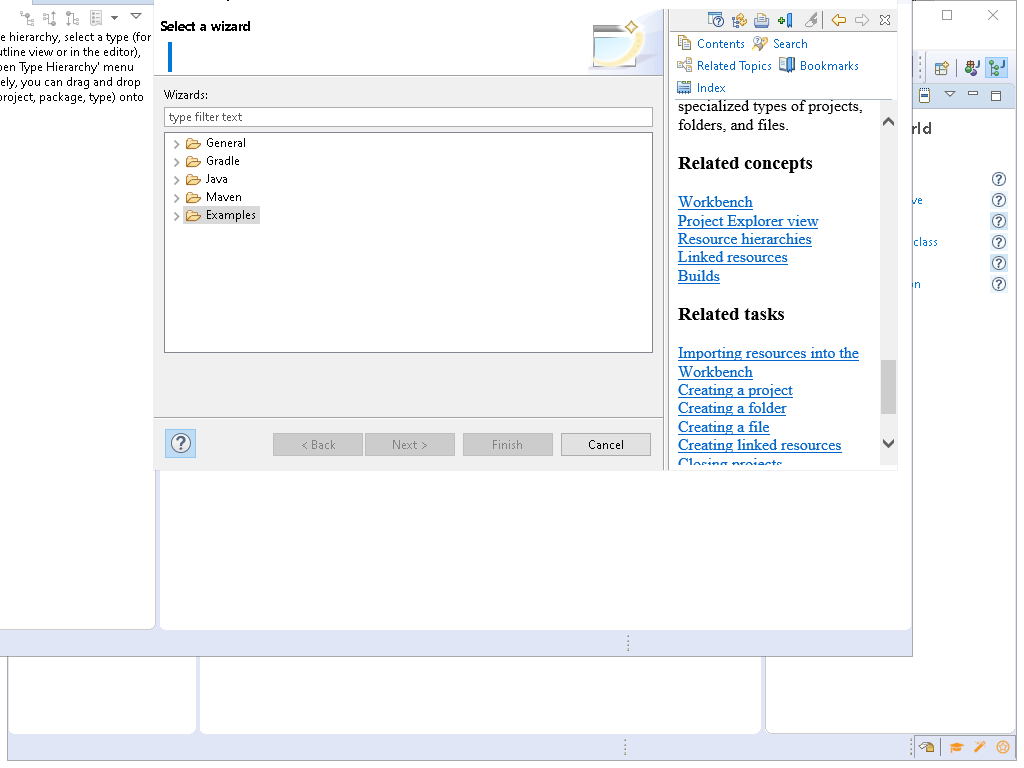 e hierarchy, select a type (for
utline view or in the editor),
pen Type Hierarchy' menu
ely, you can drag and drop
project, package, type) onto
Select a wizard
Wizards:
type filter text
General
Gradle
Java
Maven
Examples
< Back
Next >
Finish
Cancel
Contents
Search
Related Topics
Bookmarks
Index
specialized types of projects,
folders, and files.
Related concepts
Workbench
Project Explorer view
Resource hierarchies
Linked resources
Builds
Related tasks
Importing resources into the
Workbench
Creating a project
Creating a folder
Creating a file
Creating linked resources
Closing projects
rld
ve
class
n